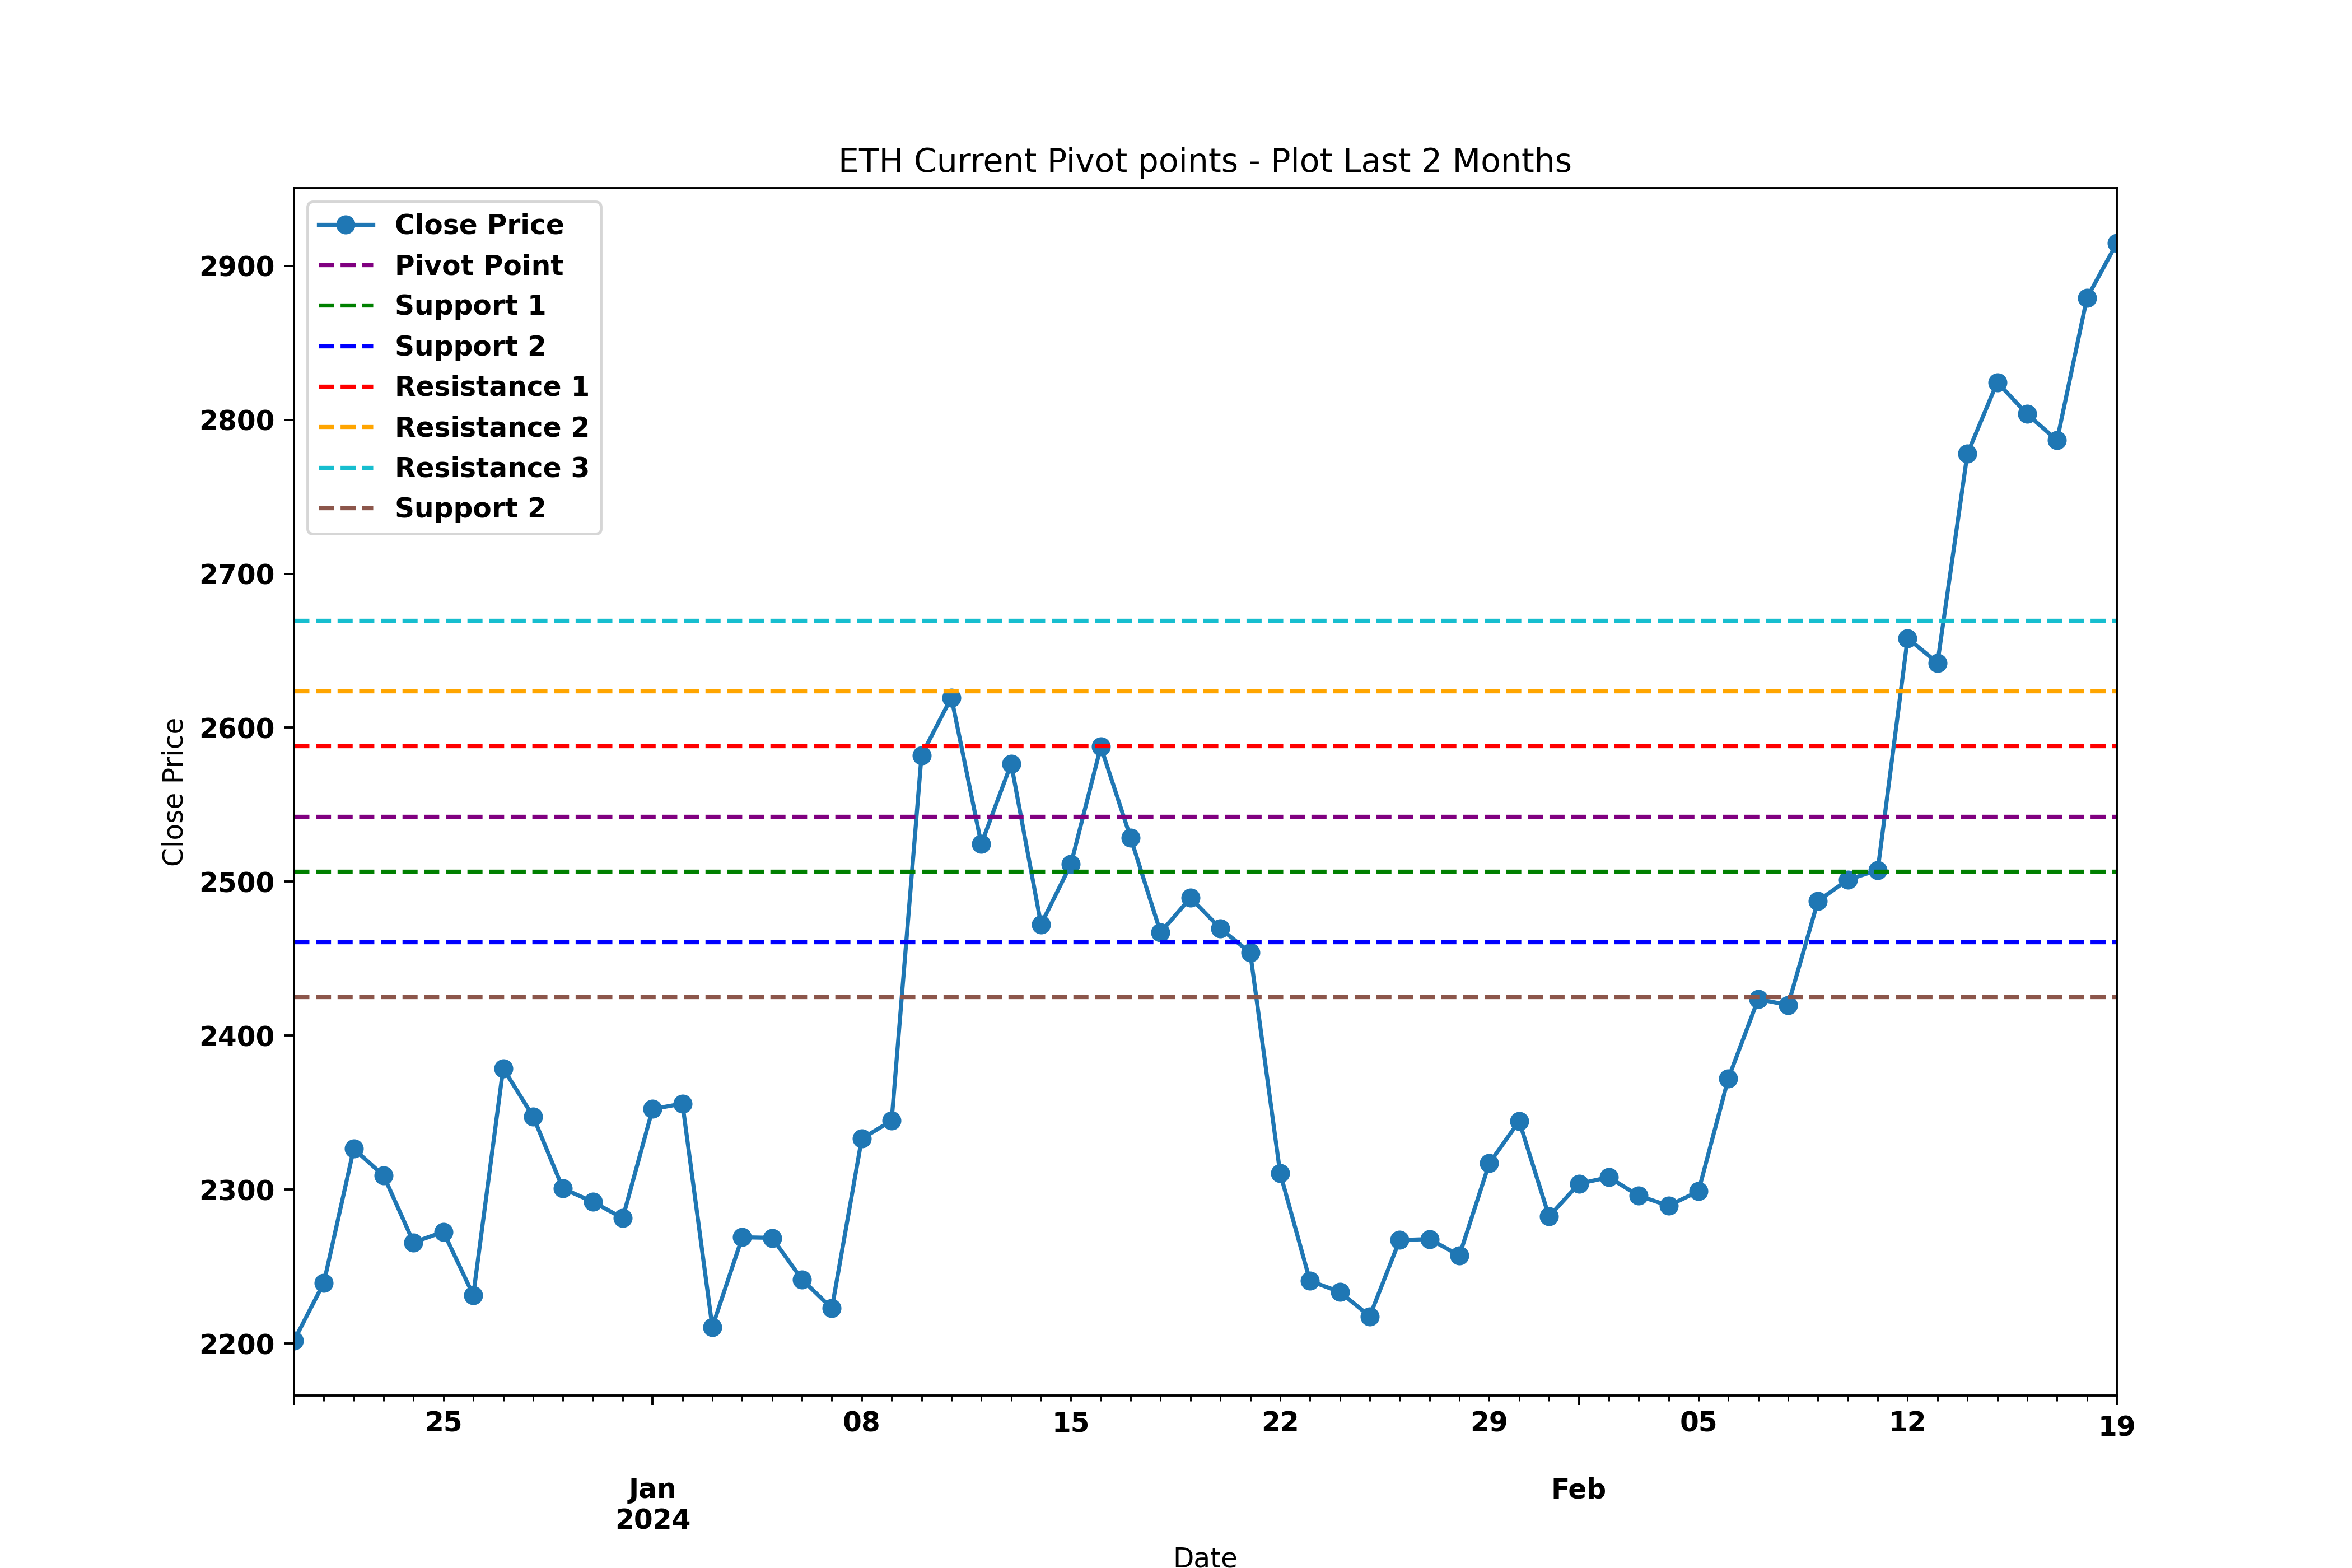 ETH Current Pivot points - Plot Last 2 Months
Close Price
Pivot Point
Support 1
Support 2
Resistance 1
Resistance 2
Resistance 3
Support 2
2900
2800
2700
2600
2500
2400
2300
2200
Close Price
25
08
15
22
29
05
12
19
Jan
2024
Feb
Date